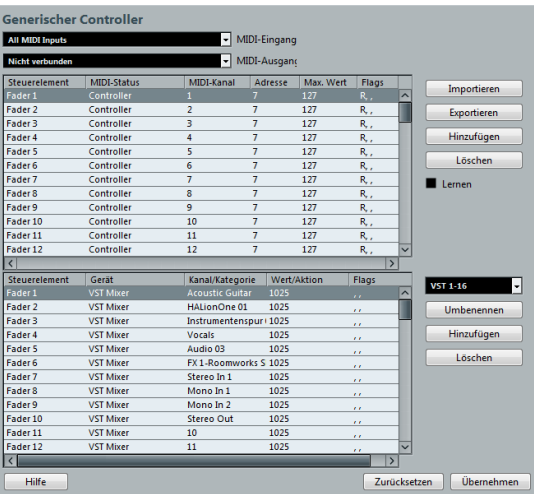 Generischer Controller
All MIDI Inputs MIDI-Eingang
Nicht verbunden MIDI-Ausgang
Steuerelement MIDI-Status MIDI-Kanal Adresse Max. Wert Flags
Fader 1 Controller 1 7 127 R, ,
Fader 2 Controller 2 7 127 R, ,
Fader 3 Controller 3 7 127 R, ,
Fader 4 Controller 4 7 127 R, ,
Fader 5 Controller 5 7 127 R, ,
Fader 6 Controller 6 7 127 R, ,
Fader 7 Controller 7 7 127 R, ,
Fader 8 Controller 8 7 127 R, ,
Fader 9 Controller 9 7 127 R, ,
Fader 10 Controller 10 7 127 R, ,
Fader 11 Controller 11 7 127 R, ,
Fader 12 Controller 12 7 127 R, ,
Importieren
Exportieren
Hinzufügen
Löschen
Lernen
Steuerelement Gerät Kanal/Kategorie Wert/Aktion Flags
Fader 1 VST Mixer Acoustic Guitar 1025 , ,
Fader 2 VST Mixer HALionOne 01 1025 , ,
Fader 3 VST Mixer Instrumentenspur 1025 , ,
Fader 4 VST Mixer Vocals 1025 , ,
Fader 5 VST Mixer Audio 03 1025 , ,
Fader 6 VST Mixer FX 1-Roomworks S 1025 , ,
Fader 7 VST Mixer Stereo In 1 1025 , ,
Fader 8 VST Mixer Mono In 1 1025 , ,
Fader 9 VST Mixer Mono In 2 1025 , ,
Fader 10 VST Mixer Stereo Out 1025 , ,
Fader 11 VST Mixer 10 1025 , ,
Fader 12 VST Mixer 11 1025 , ,
VST 1-16
Umbenennen
Hinzufügen
Löschen
Hilfe Zurücksetzen Übernehmen